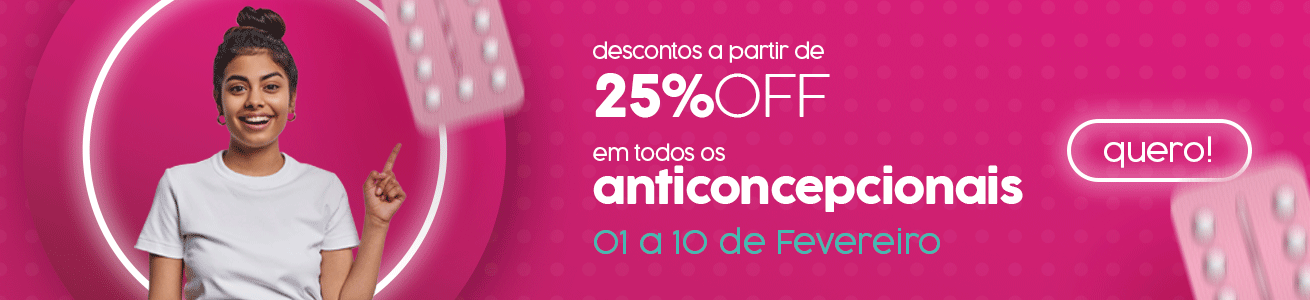 descontos a partir de
25%OFF
em todos os
anticoncepcionais
01 a 10 de Fevereiro
quero!